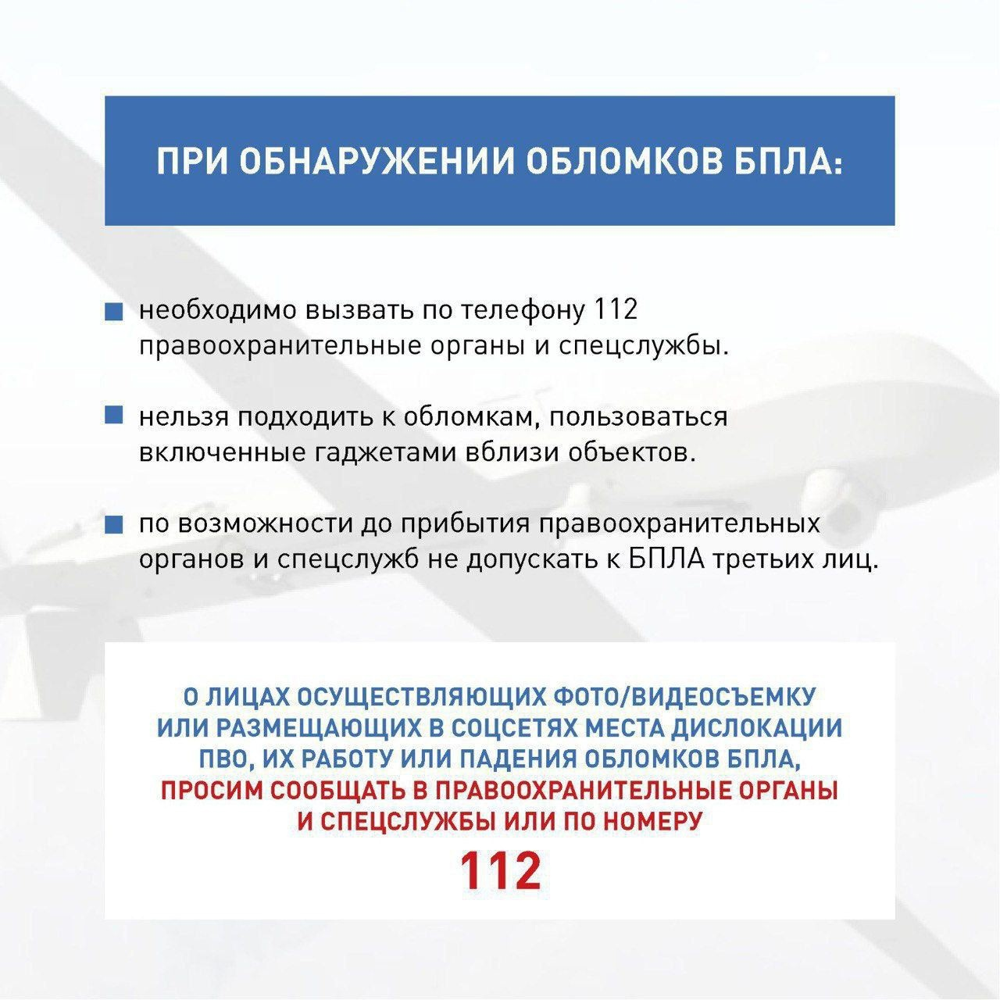 ПРИ ОБНАРУЖЕНИИ ОБЛОМКОВ БПЛА:
необходимо вызвать по телефону 112
правоохранительные органы и спецслужбы.
нельзя подходить к обломкам, пользоваться
включенные гаджетами вблизи объектов.
по возможности до прибытия правоохранительных
органов и спецслужб не допускать к БПЛА третьих лиц.
О ЛИЦАХ ОСУЩЕСТВЛЯЮЩИХ ФОТО/ВИДЕОСЪЕМКУ
ИЛИ РАЗМЕЩАЮЩИХ В СОЦСЕТЯХ МЕСТА ДИСЛОКАЦИИ
ПВО, ИХ РАБОТУ ИЛИ ПАДЕНИЯ ОБЛОМКОВ БПЛА,
ПРОСИМ СООБЩАТЬ В ПРАВООХРАНИТЕЛЬНЫЕ ОРГАНЫ
И СПЕЦСЛУЖБЫ ИЛИ ПО НОМЕРУ
112